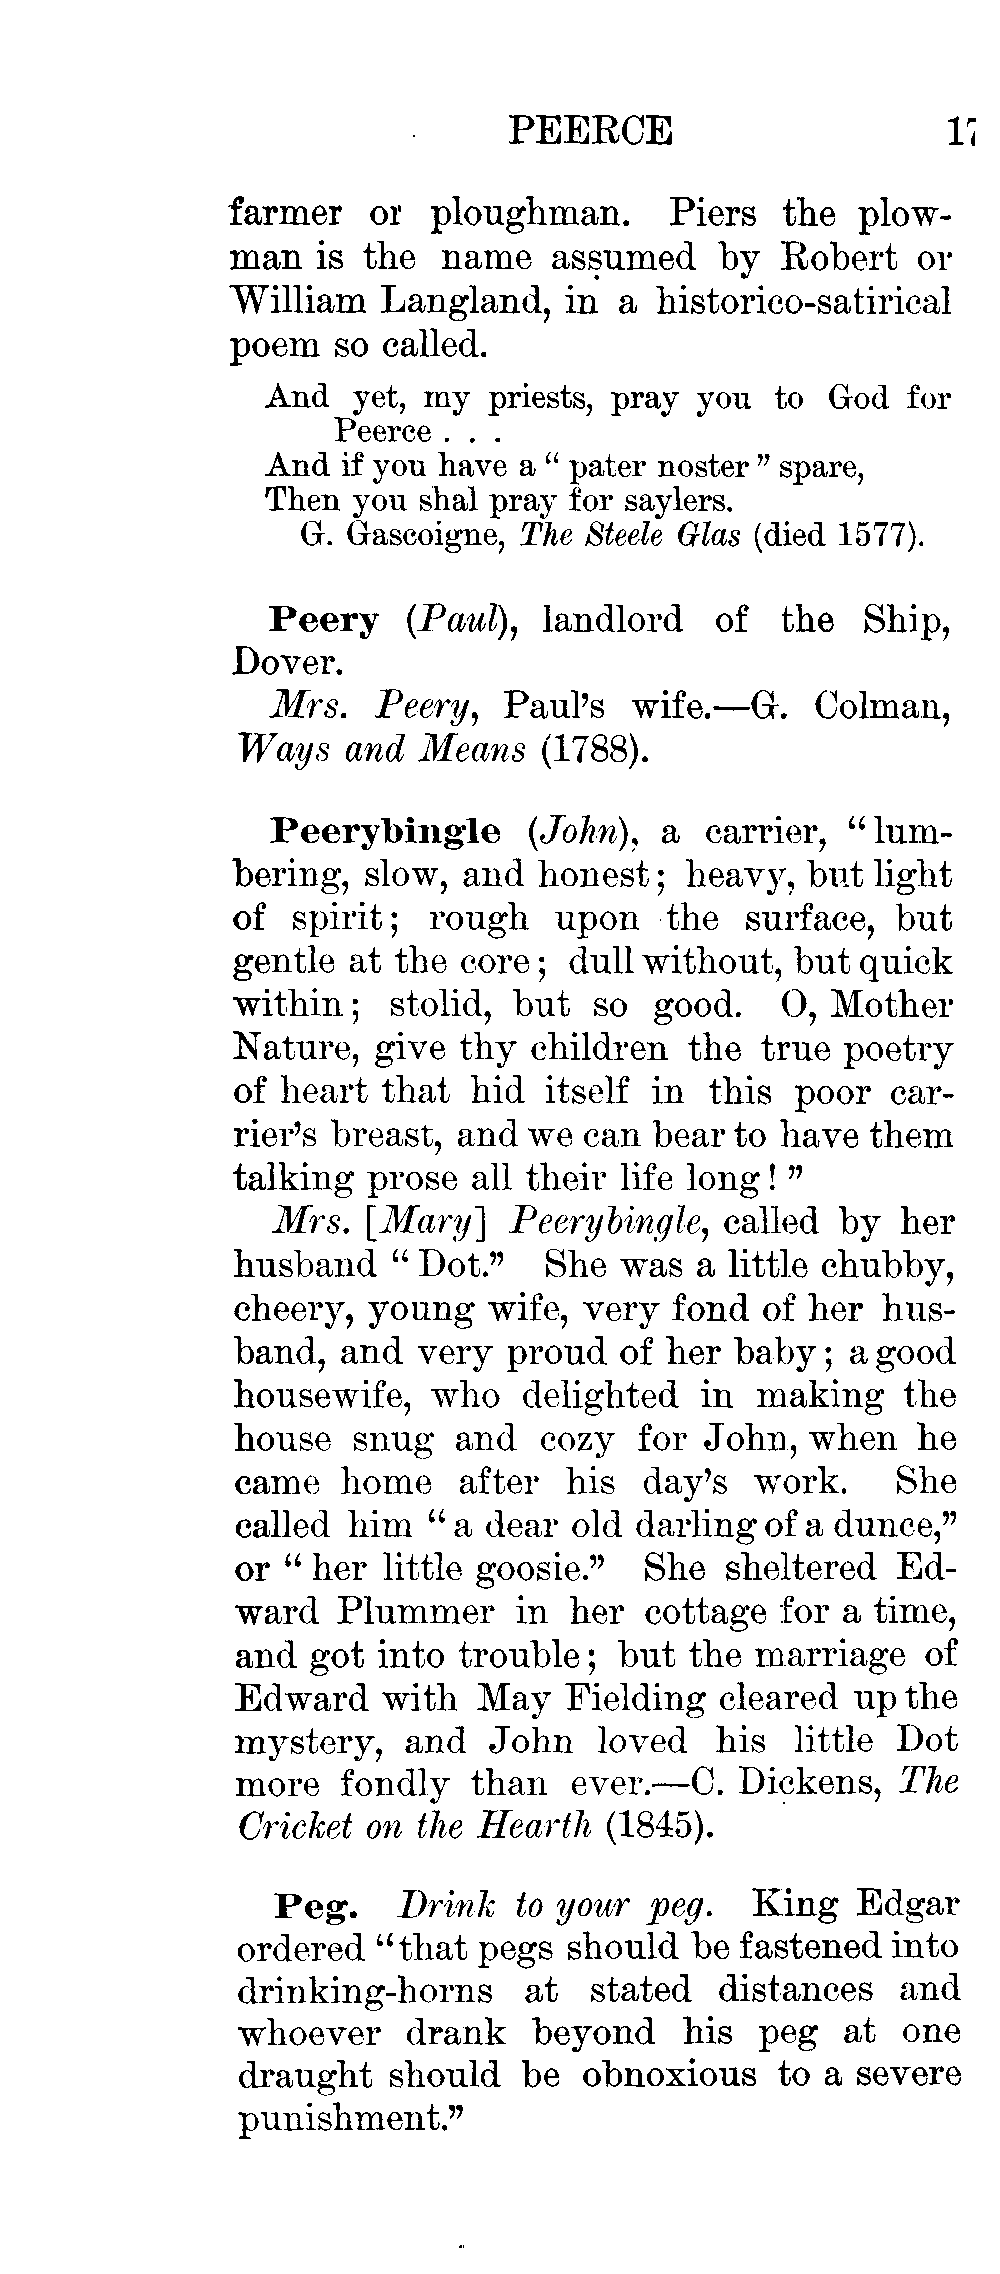 PEERCE
farmer or ploughman. Piers the plow-
man is the name assumed by Robert or
William Langland, in a historico-satirical
poem so called.
And yet, my priests, pray you to God for
Peerce . . .
And if you have a “ pater noster ” spare,
Then you shal pray for saylers.
G. Gascoigne, The Steele Glas (died 1577).
Peery (Paul), landlord of the Ship,
Dover.
Mrs. Peery, Paul’s wife.—G. Colman,
Ways and Means (1788).
Peerybingle (John), a carrier, “lum-
bering, slow, and honest; heavy, but light
of spirit; rough upon the surface, but
gentle at the core; dull without, but quick
within; stolid, but so good. O, Mother
Nature, give thy children the true poetry
of heart that hid itself in this poor car-
rier’s breast, and we can bear to have them
talking prose all their life long! ”
Mrs. [Mary] Peerybingle, called by her
husband “ Dot.” She was a little chubby,
cheery, young wife, very fond of her hus-
band, and very proud of her baby; a good
housewife, who delighted in making the
house snug and cozy for John, when he
came home after his day’s work. She
called him “a dear old darling of a dunce,”
or “ her little goosie.” She sheltered Ed-
ward Plummer in her cottage for a time,
and got into trouble; but the marriage of
Edward with May Fielding cleared up the
mystery, and John loved his little Dot
more fondly than ever.—C. Dickens, The
Cricket on the Hearth (1845).
Peg. Drink to your peg. King Edgar
ordered “that pegs should be fastened into
drinking-horns at stated distances and
whoever drank beyond his peg at one
draught should be obnoxious to a severe
punishment.”